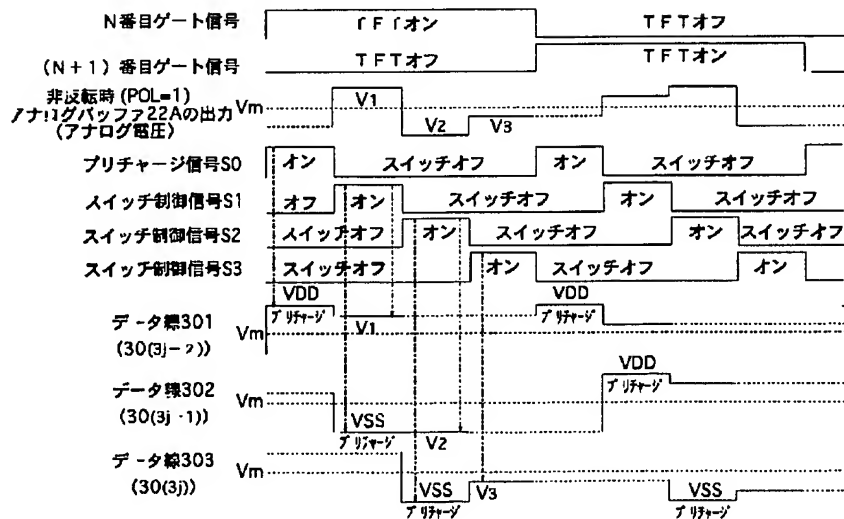 N番目ゲート信号 TFTオン TFTオフ
(N+1)番目ゲート信号 TFTオフ TFTオン
非反転時(POL=1)
アナログバッファ22Aの出力 Vm V1 V2 V3
(アナログ電圧)
プリチャージ信号S0 オン スイッチオフ オン スイッチオフ
スイッチ制御信号S1 オフ オン スイッチオフ オン スイッチオフ
スイッチ制御信号S2 スイッチオフ オン スイッチオフ オン スイッチオフ
スイッチ制御信号S3 スイッチオフ オン スイッチオフ オン
VDD VDD
データ線301 プリチャージ V1 プリチャージ
Vm
(30(3j-2))
VDD
データ線302 プリチャージ
Vm
(30(3j-1)) VSS
プリチャージ V2
データ線303
Vm
(30(3j)) VSS V3 VSS
プリチャージ プリチャージ